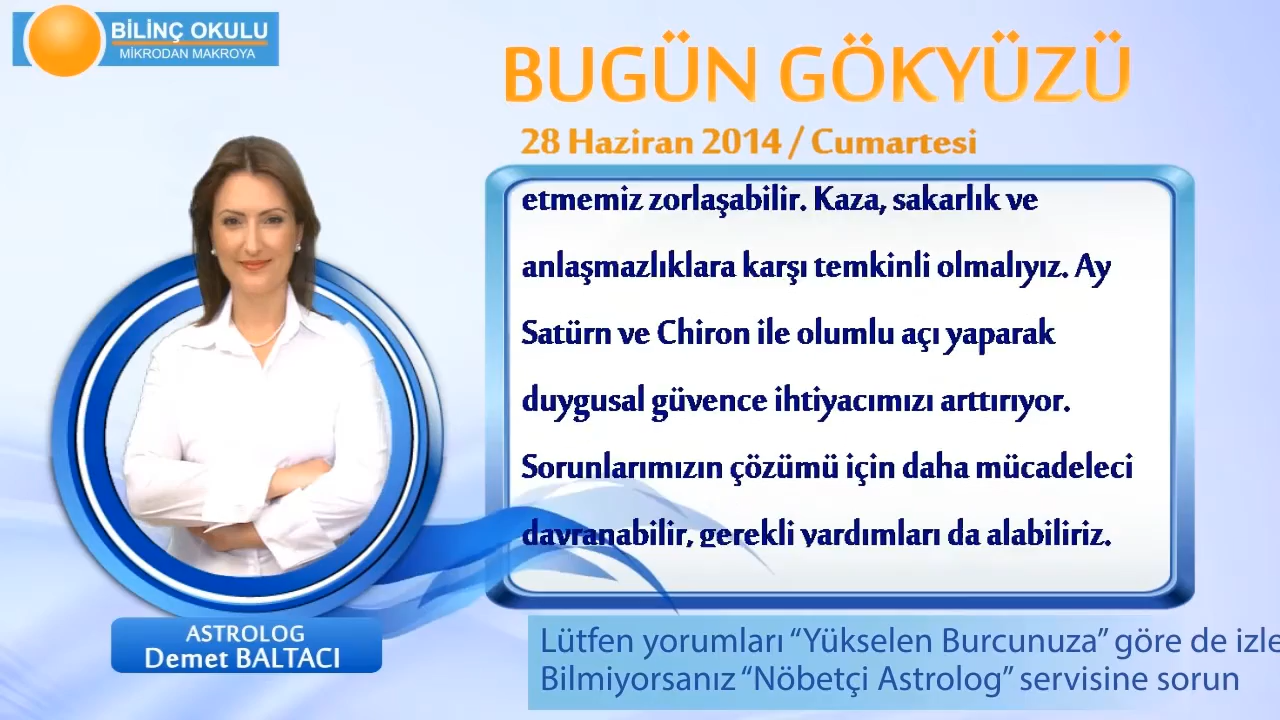 BİLİNÇ OKULU
MİKRODAN MAKROYA
BUGÜN GÖKYÜZÜ
28 Haziran 2014 / Cumartesi
etmemiz zorlaşabilir. Kaza, sakarlık ve
anlaşmazlıklara karşı temkinli olmalıyız. Ay
Satürn ve Chiron ile olumlu açı yaparak
duygusal güvence ihtiyacımızı arttırıyor.
Sorunlarımızın çözümü için daha mücadeleci
davranabilir, gerekli yardımları da alabiliriz.
ASTROLOG
Demet BALTACI
Lütfen yorumları “Yükselen Burcunuza” göre de izle
Bilmiyorsanız “Nöbetçi Astrolog” servisine sorun